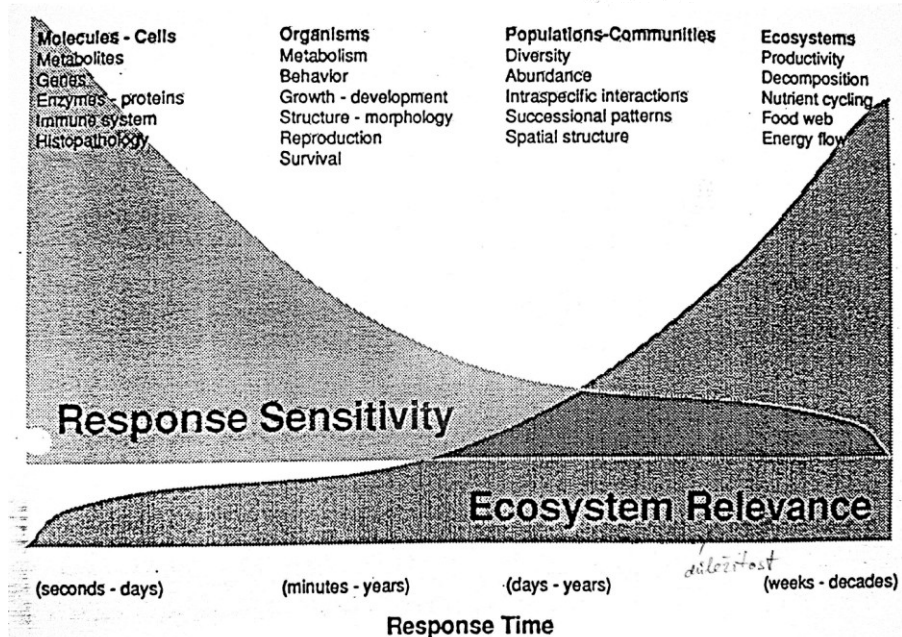 Molecules - Cells
Metabolites
Genes
Enzymes - proteins
Immune system
Histopathology
Organisms
Metabolism
Behavior
Growth - development
Structure - morphology
Reproduction
Survival
Populations-Communities
Diversity
Abundance
Intraspecific interactions
Successional patterns
Spatial structure
Ecosystems
Productivity
Decomposition
Nutrient cycling
Food web
Energy flow
Response Sensitivity
Ecosystem Relevance
důležitost
(seconds - days)
(minutes - years)
(days - years)
(weeks - decades)
Response Time